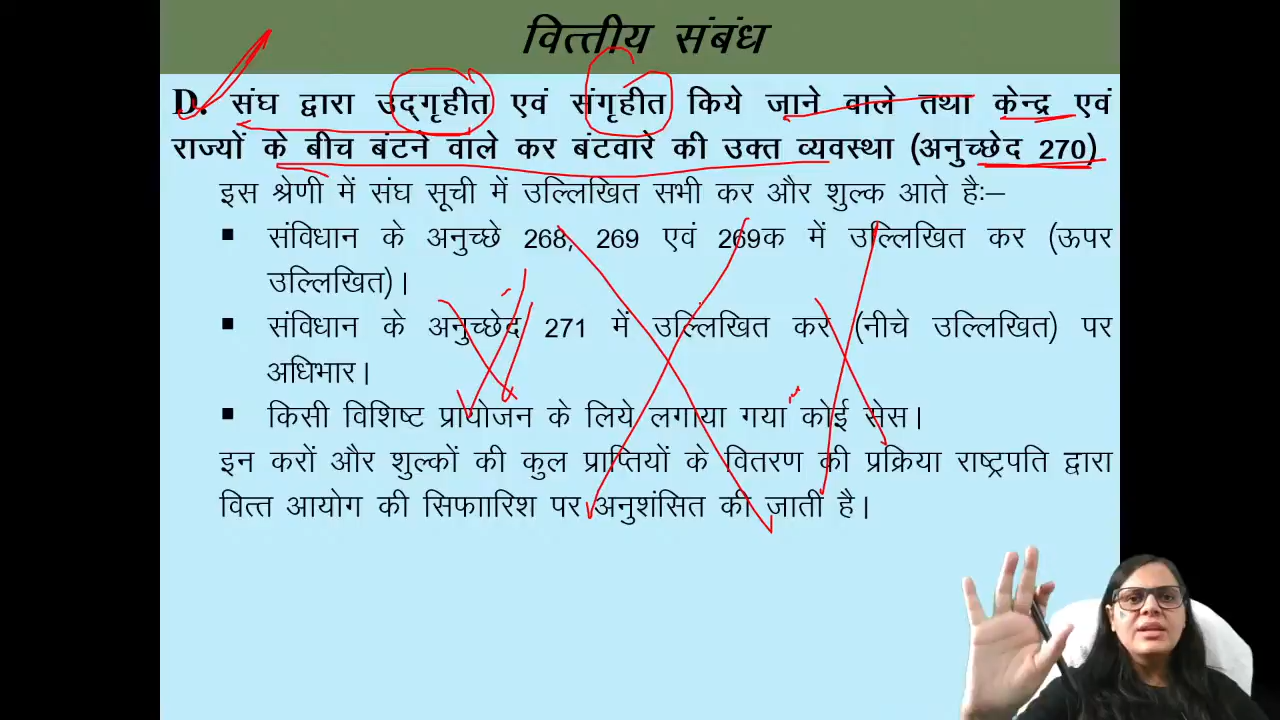 वित्तीय संबंध
D. संघ द्वारा उद्गृहीत एवं संगृहीत किये जाने वाले तथा केन्द्र एवं
राज्यों के बीच बंटने वाले कर बंटवारे की उक्त व्यवस्था (अनुच्छेद 270)
इस श्रेणी में संघ सूची में उल्लिखित सभी कर और शुल्क आते हैः–
▪ संविधान के अनुच्छे 268, 269 एवं 269क में उल्लिखित कर (ऊपर
उल्लिखित)।
▪ संविधान के अनुच्छेद 271 में उल्लिखित कर (नीचे उल्लिखित) पर
अधिभार।
▪ किसी विशिष्ट प्रायोजन के लिये लगाया गया कोई सेस।
इन करों और शुल्कों की कुल प्राप्तियों के वितरण की प्रक्रिया राष्ट्रपति द्वारा
वित्त आयोग की सिफाारिश पर अनुशंसित की जाती है।